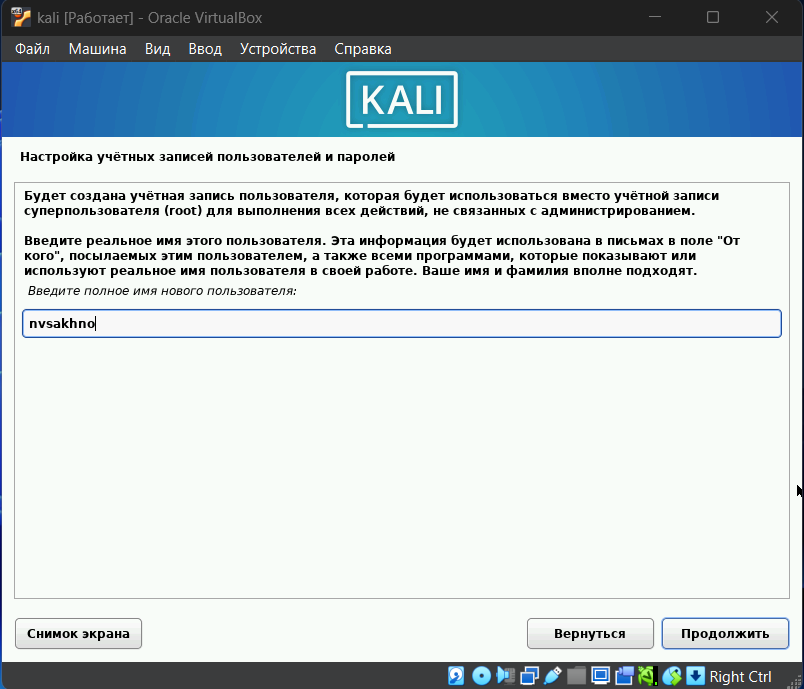 kali [Работает] - Oracle VirtualBox
Файл Машина Вид Ввод Устройства Справка
KALI
Настройка учётных записей пользователей и паролей
Будет создана учётная запись пользователя, которая будет использоваться вместо учётной записи
суперпользователя (root) для выполнения всех действий, не связанных с администрированием.
Введите реальное имя этого пользователя. Эта информация будет использована в письмах в поле "От
кого", посылаемых этим пользователем, а также всеми программами, которые показывают или
используют реальное имя пользователя в своей работе. Ваше имя и фамилия вполне подходят.
Введите полное имя нового пользователя:
nvsakhno
Снимок экрана Вернуться Продолжить
Right Ctrl